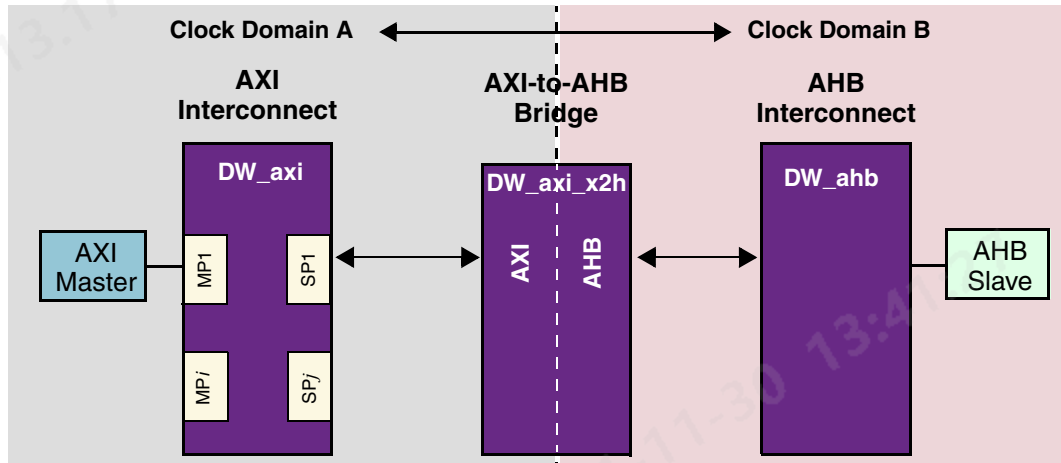 Clock Domain A
Clock Domain B
AXI
Interconnect
AXI-to-AHB
Bridge
AHB
Interconnect
DW_axi
DW_axi_x2h
DW_ahb
AXI
Master
MP1
SP1
AXI
AHB
AHB
Slave
MPi
SPj